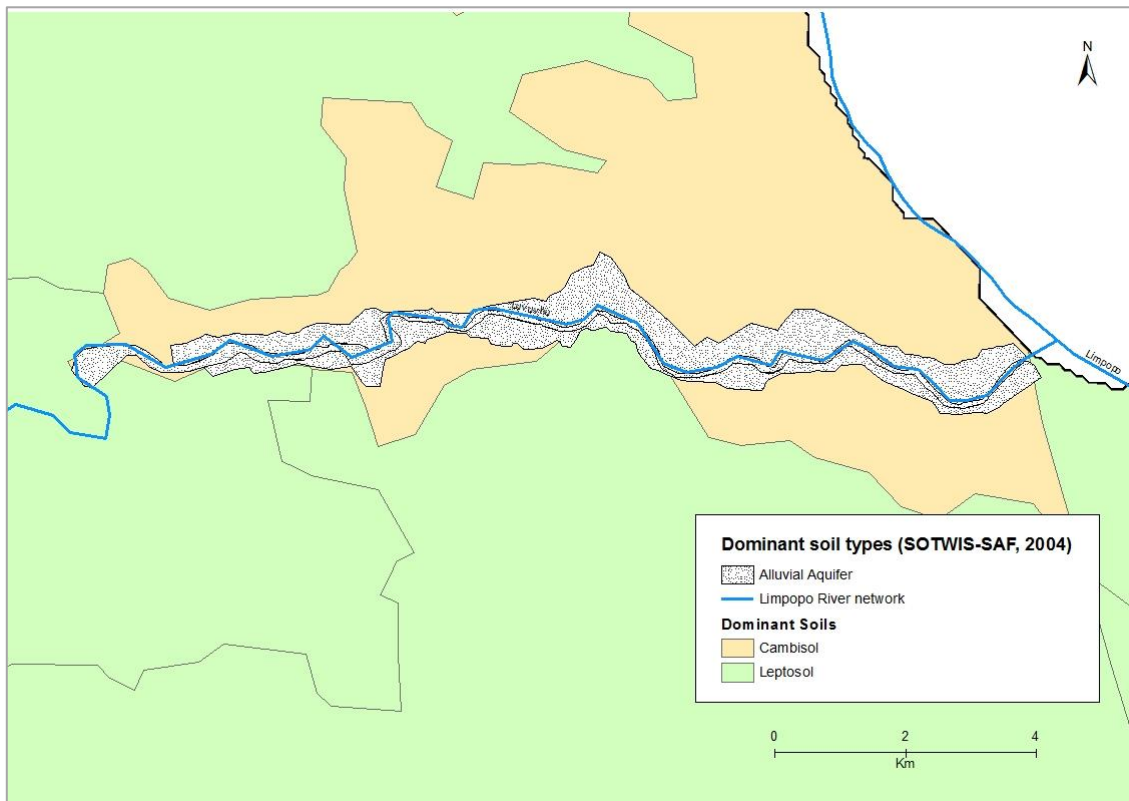 N
Limpopo
Dominant soil types (SOTWIS-SAF, 2004)
Alluvial Aquifer
Limpopo River network
Dominant Soils
Cambisol
Leptosol
0 2 4
Km